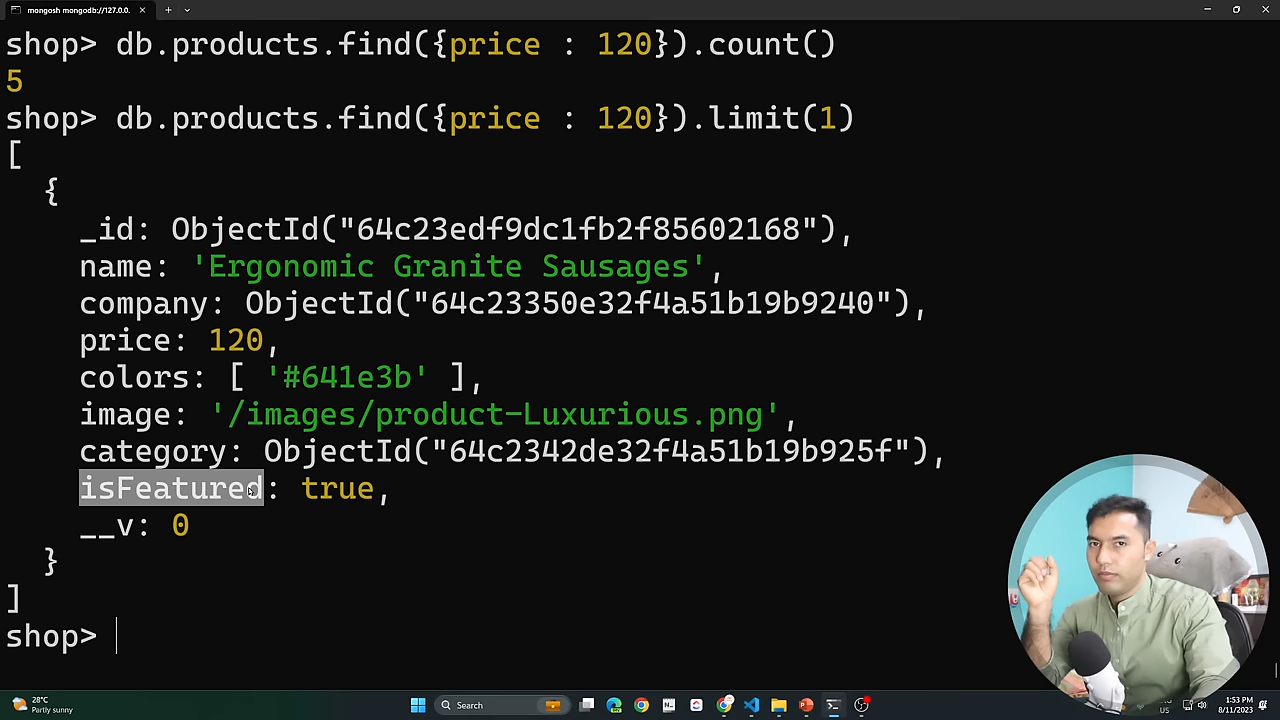 mongosh mongodb://127.0.0.
shop> db.products.find({price : 120}).count()
5
shop> db.products.find({price : 120}).limit(1)
[
{
_id: ObjectId("64c23edf9dc1fb2f85602168"),
name: 'Ergonomic Granite Sausages',
company: ObjectId("64c23350e32f4a51b19b9240"),
price: 120,
colors: [ '#641e3b' ],
image: '/images/product-Luxurious.png',
category: ObjectId("64c2342de32f4a51b19b925f"),
isFeatured: true,
__v: 0
}
]
shop>
28°C
Partly sunny
Search
US
1:53 PM
8/11/2023